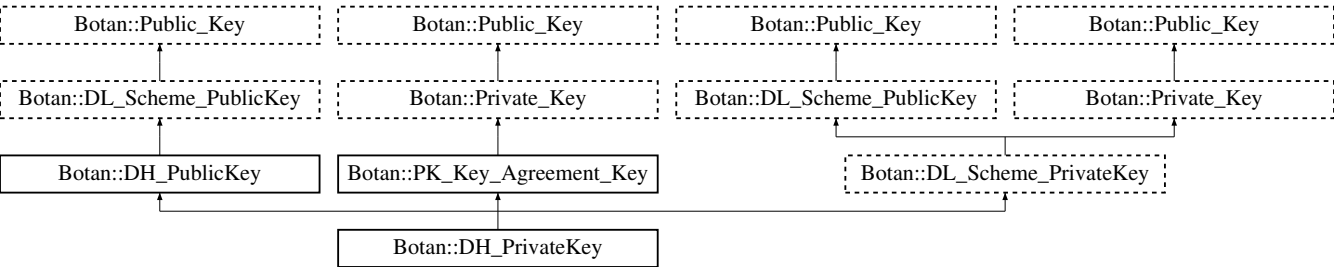 Botan::Public_Key
Botan::Public_Key
Botan::Public_Key
Botan::Public_Key
Botan::DL_Scheme_PublicKey
Botan::Private_Key
Botan::DL_Scheme_PublicKey
Botan::Private_Key
Botan::DH_PublicKey
Botan::PK_Key_Agreement_Key
Botan::DL_Scheme_PrivateKey
Botan::DH_PrivateKey